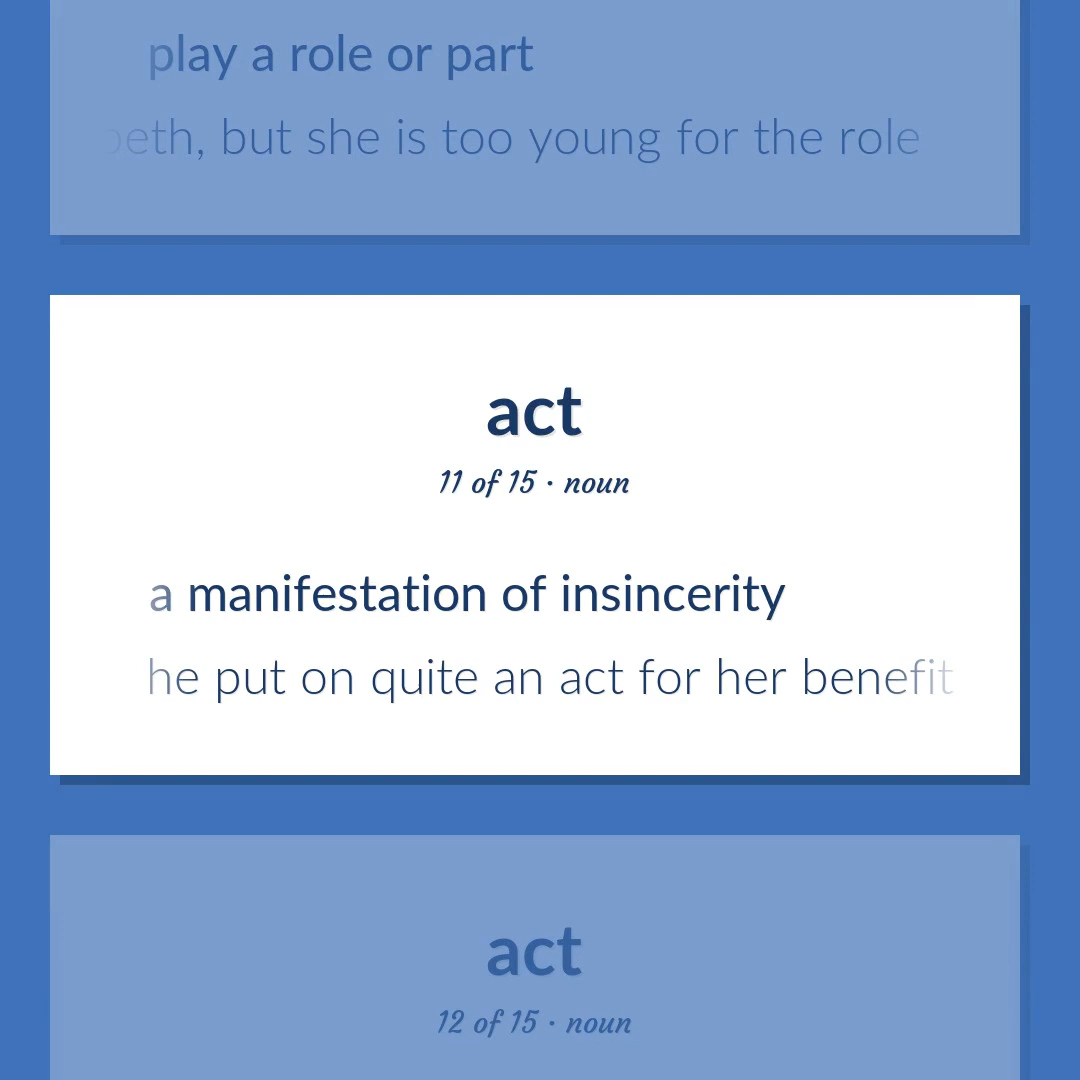 play a role or part
beth, but she is too young for the role
act
11 of 15 · noun
a manifestation of insincerity
he put on quite an act for her benefit
act
12 of 15 · noun